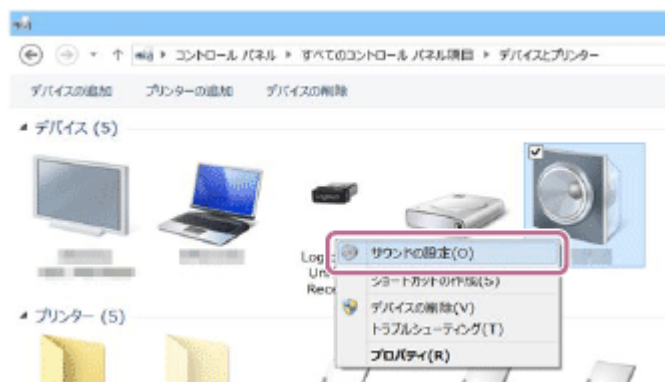 コントロール パネル ▸ すべてのコントロール パネル項目 ▸ デバイスとプリンター
デバイスの追加 プリンターの追加 デバイスの削除
デバイス (5)
サウンドの設定(O)
ショートカットの作成(S)
デバイスの削除(V)
トラブルシューティング(T)
プロパティ(R)
プリンター (5)